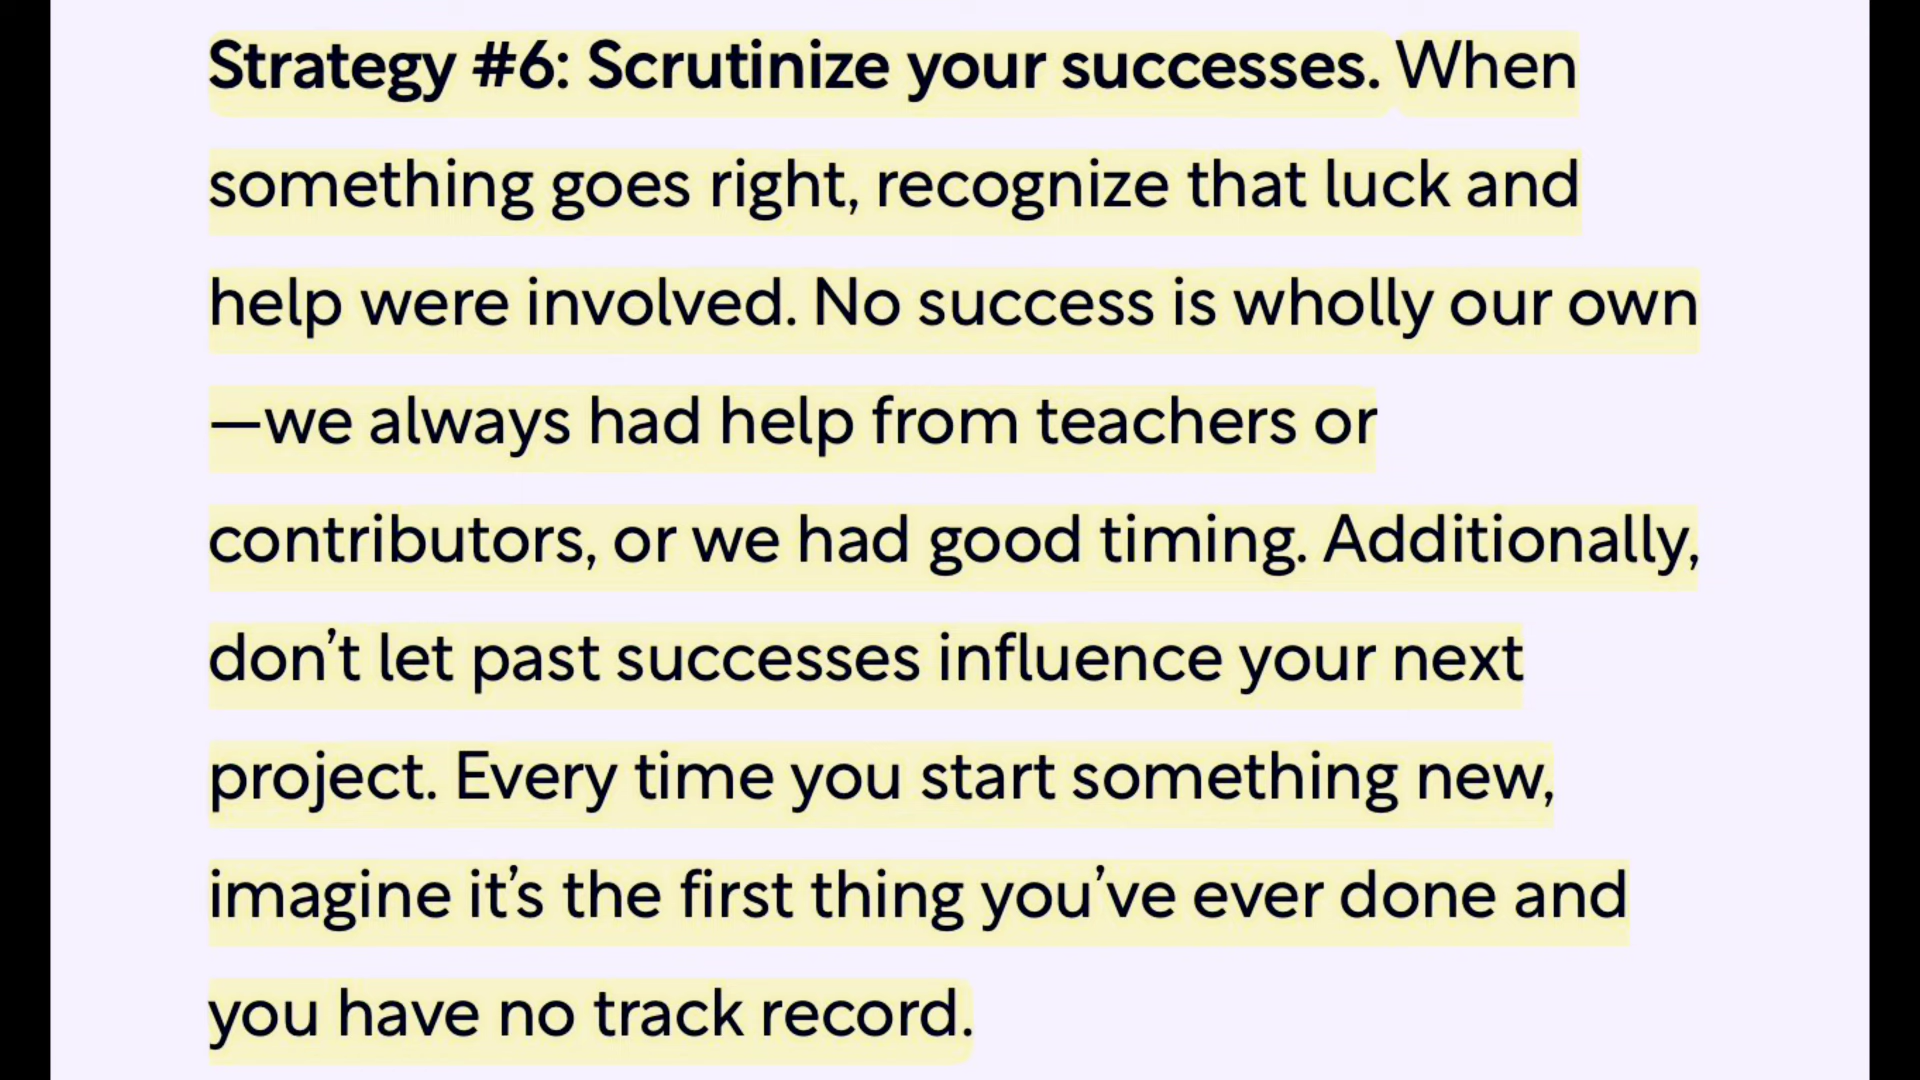 Strategy #6: Scrutinize your successes. When
something goes right, recognize that luck and
help were involved. No success is wholly our own
—we always had help from teachers or
contributors, or we had good timing. Additionally,
don’t let past successes influence your next
project. Every time you start something new,
imagine it’s the first thing you’ve ever done and
you have no track record.